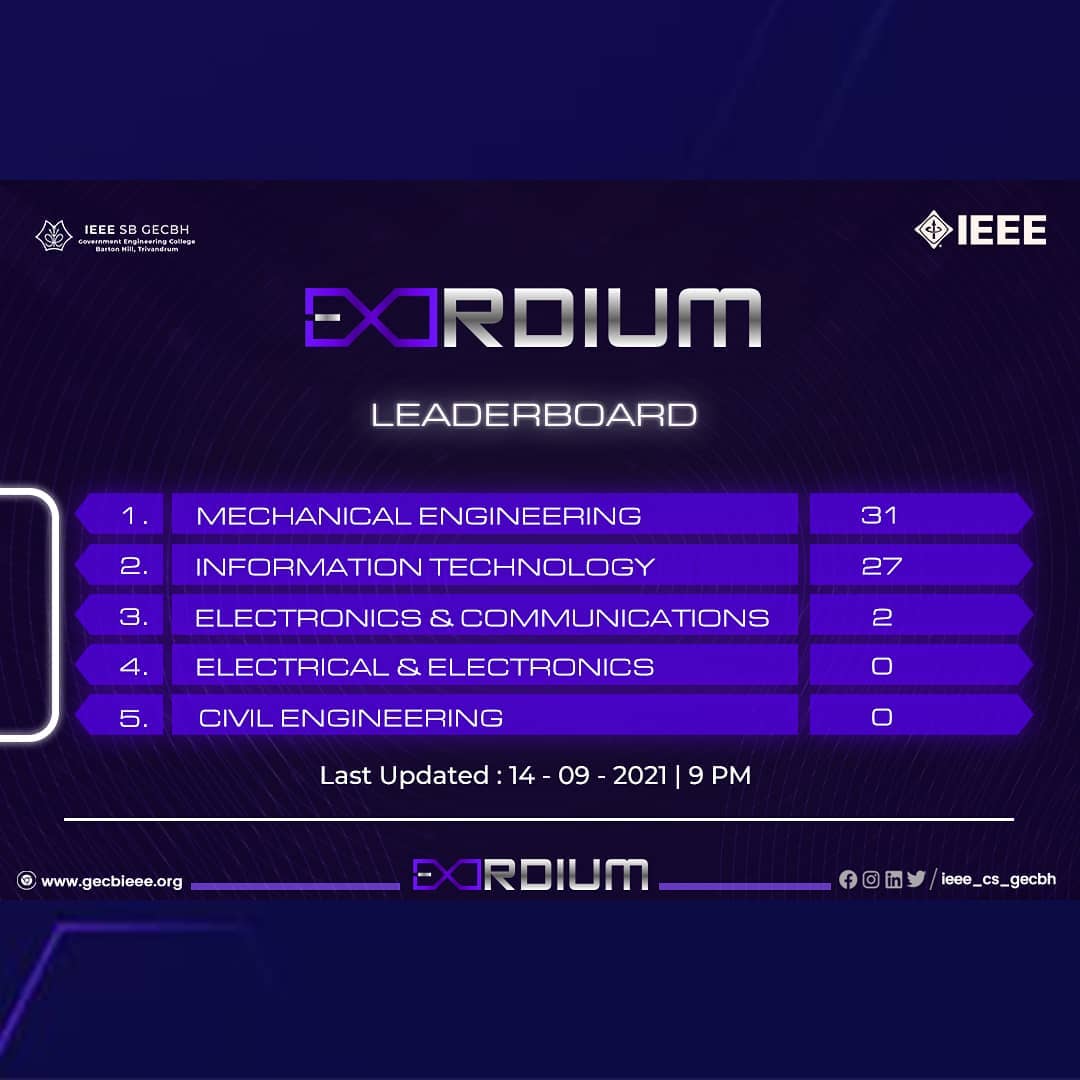 IEEE SB GECBH
Government Engineering College
Barton Hill, Trivandrum
IEEE
EXORDIUM
LEADERBOARD
1. MECHANICAL ENGINEERING 31
2. INFORMATION TECHNOLOGY 27
3. ELECTRONICS & COMMUNICATIONS 2
4. ELECTRICAL & ELECTRONICS 0
5. CIVIL ENGINEERING 0
Last Updated : 14 - 09 - 2021 | 9 PM
www.gecbieee.org
EXORDIUM
/ieee_cs_gecbh